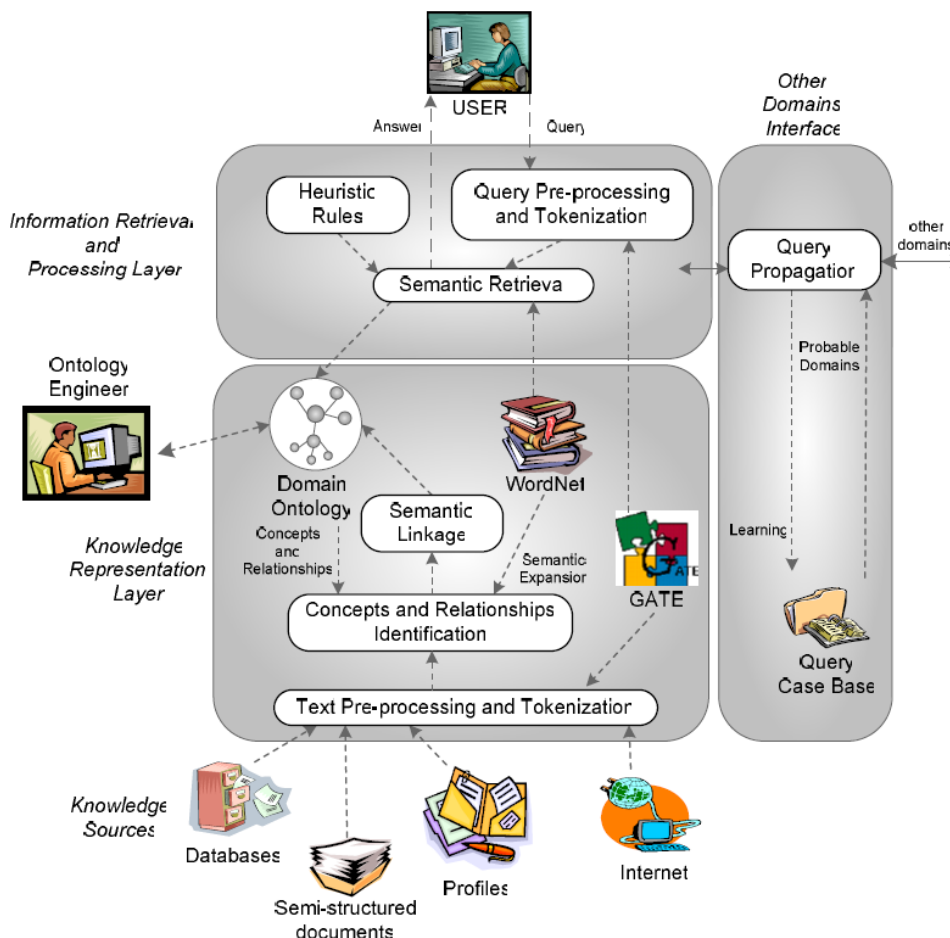 USER
Answer
Query
Other
Domains
Interface
Heuristic
Rules
Query Pre-processing
and Tokenization
Information Retrieval
and
Processing Layer
Semantic Retrieva
Query
Propagation
other
domains
Probable
Domains
Ontology
Engineer
Domain
Ontology
WordNet
Semantic
Linkage
Concepts
and
Relationships
Learning
Knowledge
Representation
Layer
Semantic
Expansion
GATE
GATE
Concepts and Relationships
Identification
Query
Case Base
Text Pre-processing and Tokenization
Knowledge
Sources
Databases
Semi-structured
documents
Profiles
Internet